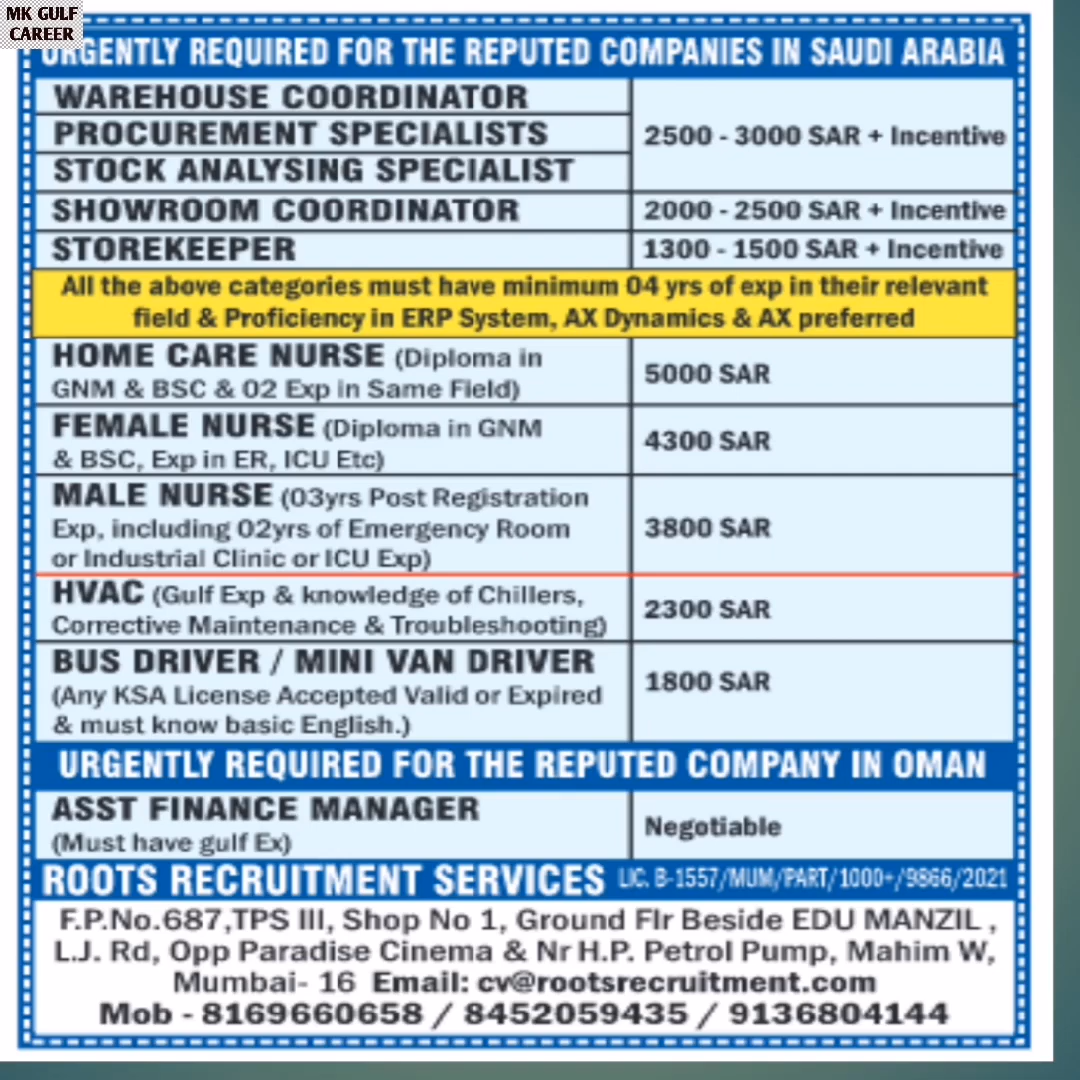 MK GULF
CAREER
URGENTLY REQUIRED FOR THE REPUTED COMPANIES IN SAUDI ARABIA
WAREHOUSE COORDINATOR
PROCUREMENT SPECIALISTS
2500 - 3000 SAR + Incentive
STOCK ANALYSING SPECIALIST
SHOWROOM COORDINATOR
2000 - 2500 SAR + Incentive
STOREKEEPER
1300 - 1500 SAR + Incentive
All the above categories must have minimum 04 yrs of exp in their relevant
field & Proficiency in ERP System, AX Dynamics & AX preferred
HOME CARE NURSE (Diploma in
GNM & BSC & 02 Exp in Same Field)
5000 SAR
FEMALE NURSE (Diploma in GNM
& BSC, Exp in ER, ICU Etc)
4300 SAR
MALE NURSE (03yrs Post Registration
Exp, including 02yrs of Emergency Room
or Industrial Clinic or ICU Exp)
3800 SAR
HVAC (Gulf Exp & knowledge of Chillers,
Corrective Maintenance & Troubleshooting)
2300 SAR
BUS DRIVER / MINI VAN DRIVER
(Any KSA License Accepted Valid or Expired
& must know basic English.)
1800 SAR
URGENTLY REQUIRED FOR THE REPUTED COMPANY IN OMAN
ASST FINANCE MANAGER
(Must have gulf Ex)
Negotiable
ROOTS RECRUITMENT SERVICES LIC. B-1557/MUM/PART/1000+/9866/2021
F.P.No.687,TPS III, Shop No 1, Ground Flr Beside EDU MANZIL ,
L.J. Rd, Opp Paradise Cinema & Nr H.P. Petrol Pump, Mahim W,
Mumbai- 16 Email: cv@rootsrecruitment.com
Mob - 8169660658 / 8452059435 / 9136804144